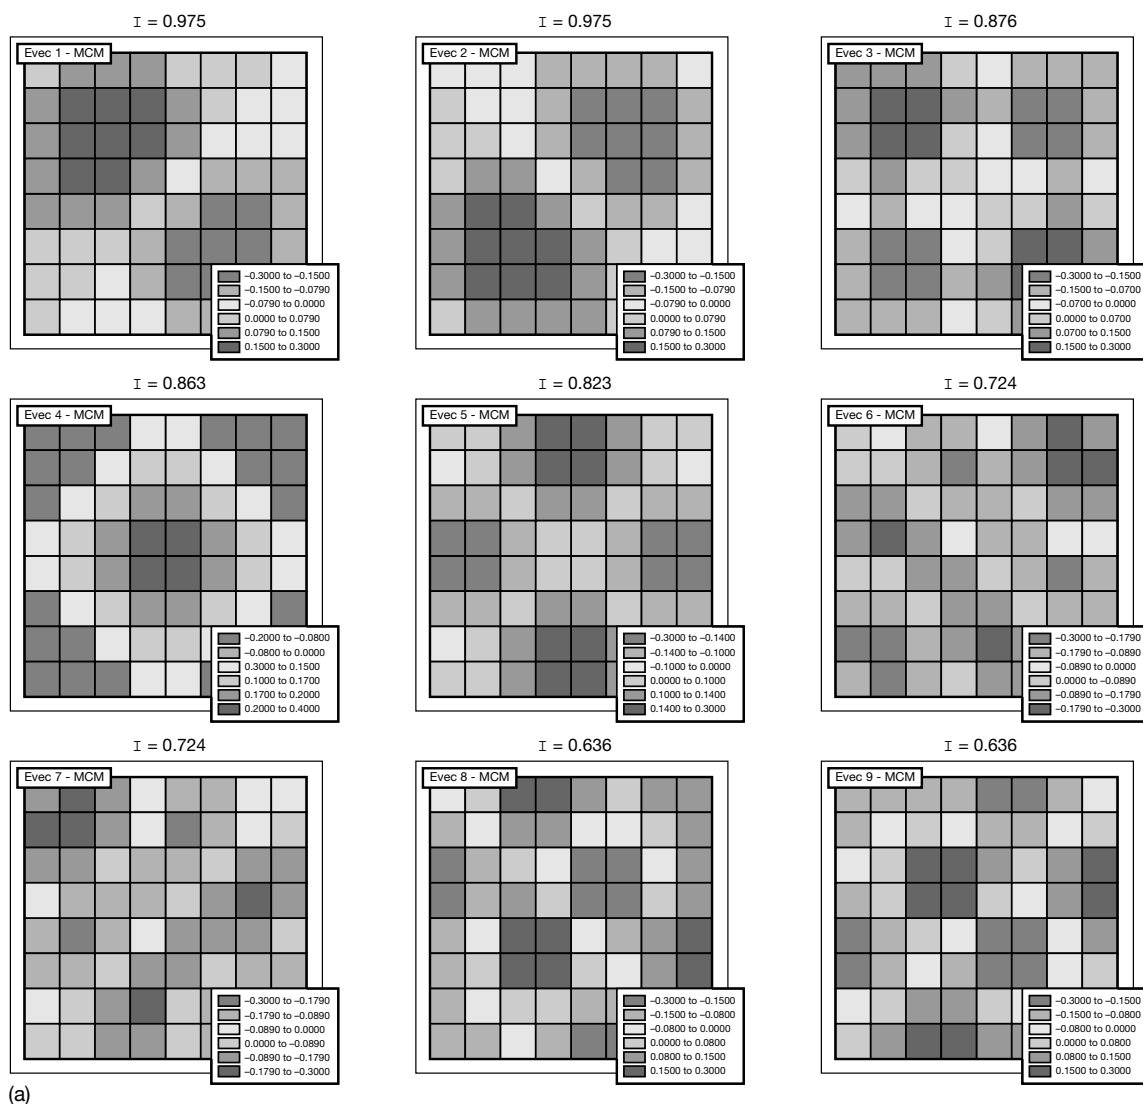 I = 0.975
I = 0.975
I = 0.876
Evec 1 - MCM
Evec 2 - MCM
Evec 3 - MCM
−0.3000 to −0.1500
−0.1500 to −0.0790
−0.0790 to 0.0000
0.0000 to 0.0790
0.0790 to 0.1500
0.1500 to 0.3000
−0.3000 to −0.1500
−0.1500 to −0.0790
−0.0790 to 0.0000
0.0000 to 0.0790
0.0790 to 0.1500
0.1500 to 0.3000
−0.3000 to −0.1500
−0.1500 to −0.0700
−0.0700 to 0.0000
0.0000 to 0.0700
0.0700 to 0.1500
0.1500 to 0.3000
I = 0.863
I = 0.823
I = 0.724
Evec 4 - MCM
Evec 5 - MCM
Evec 6 - MCM
−0.2000 to −0.0800
−0.0800 to 0.0000
0.3000 to 0.1500
0.1000 to 0.1700
0.1700 to 0.2000
0.2000 to 0.4000
−0.3000 to −0.1400
−0.1400 to −0.1000
−0.1000 to 0.0000
0.0000 to 0.1000
0.1000 to 0.1400
0.1400 to 0.3000
−0.3000 to −0.1790
−0.1790 to −0.0890
−0.0890 to 0.0000
0.0000 to −0.0890
−0.0890 to −0.1790
−0.1790 to −0.3000
I = 0.724
I = 0.636
I = 0.636
Evec 7 - MCM
Evec 8 - MCM
Evec 9 - MCM
−0.3000 to −0.1790
−0.1790 to −0.0890
−0.0890 to 0.0000
0.0000 to −0.0890
−0.0890 to −0.1790
−0.1790 to −0.3000
−0.3000 to −0.1500
−0.1500 to −0.0800
−0.0800 to 0.0000
0.0000 to 0.0800
0.0800 to 0.1500
0.1500 to 0.3000
−0.3000 to −0.1500
−0.1500 to −0.0800
−0.0800 to 0.0000
0.0000 to 0.0800
0.0800 to 0.1500
0.1500 to 0.3000
(a)